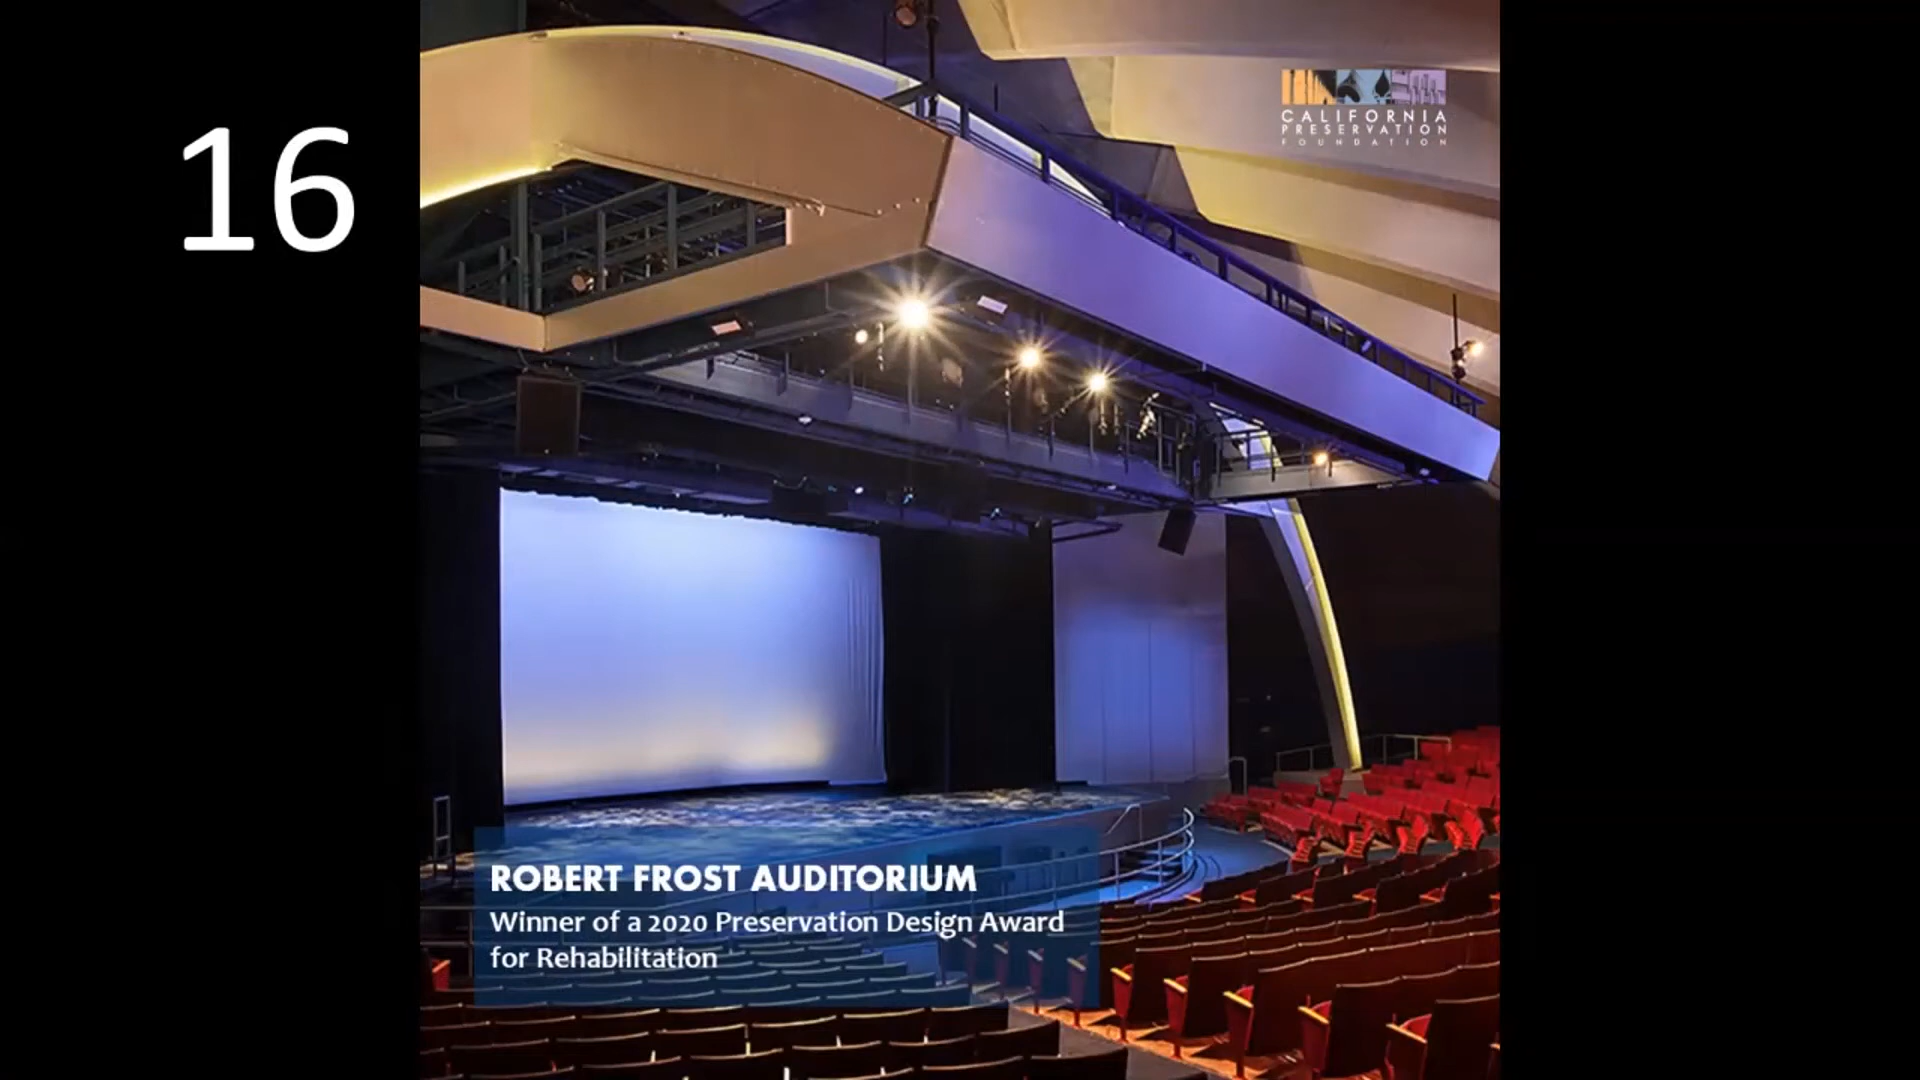 16
CALIFORNIA
PRESERVATION
FOUNDATION
ROBERT FROST AUDITORIUM
Winner of a 2020 Preservation Design Award
for Rehabilitation